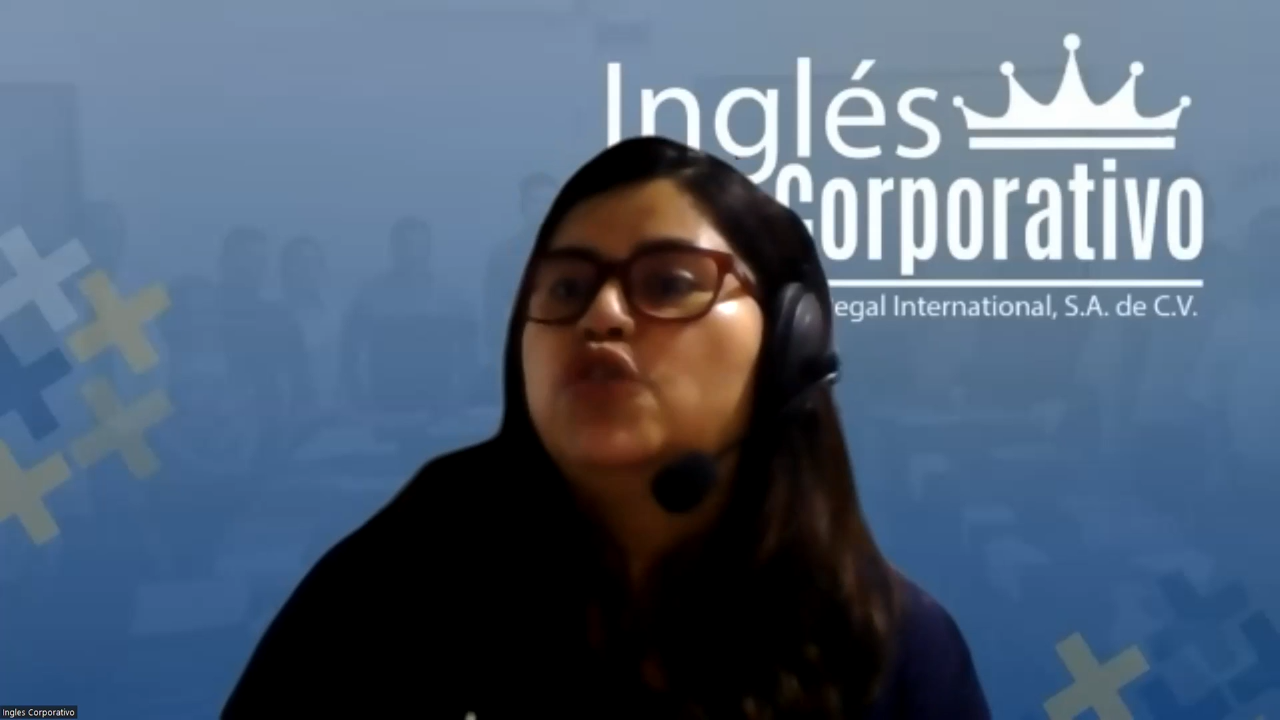 Inglés
Corporativo
egal International, S.A. de C.V.
Ingles Corporativo